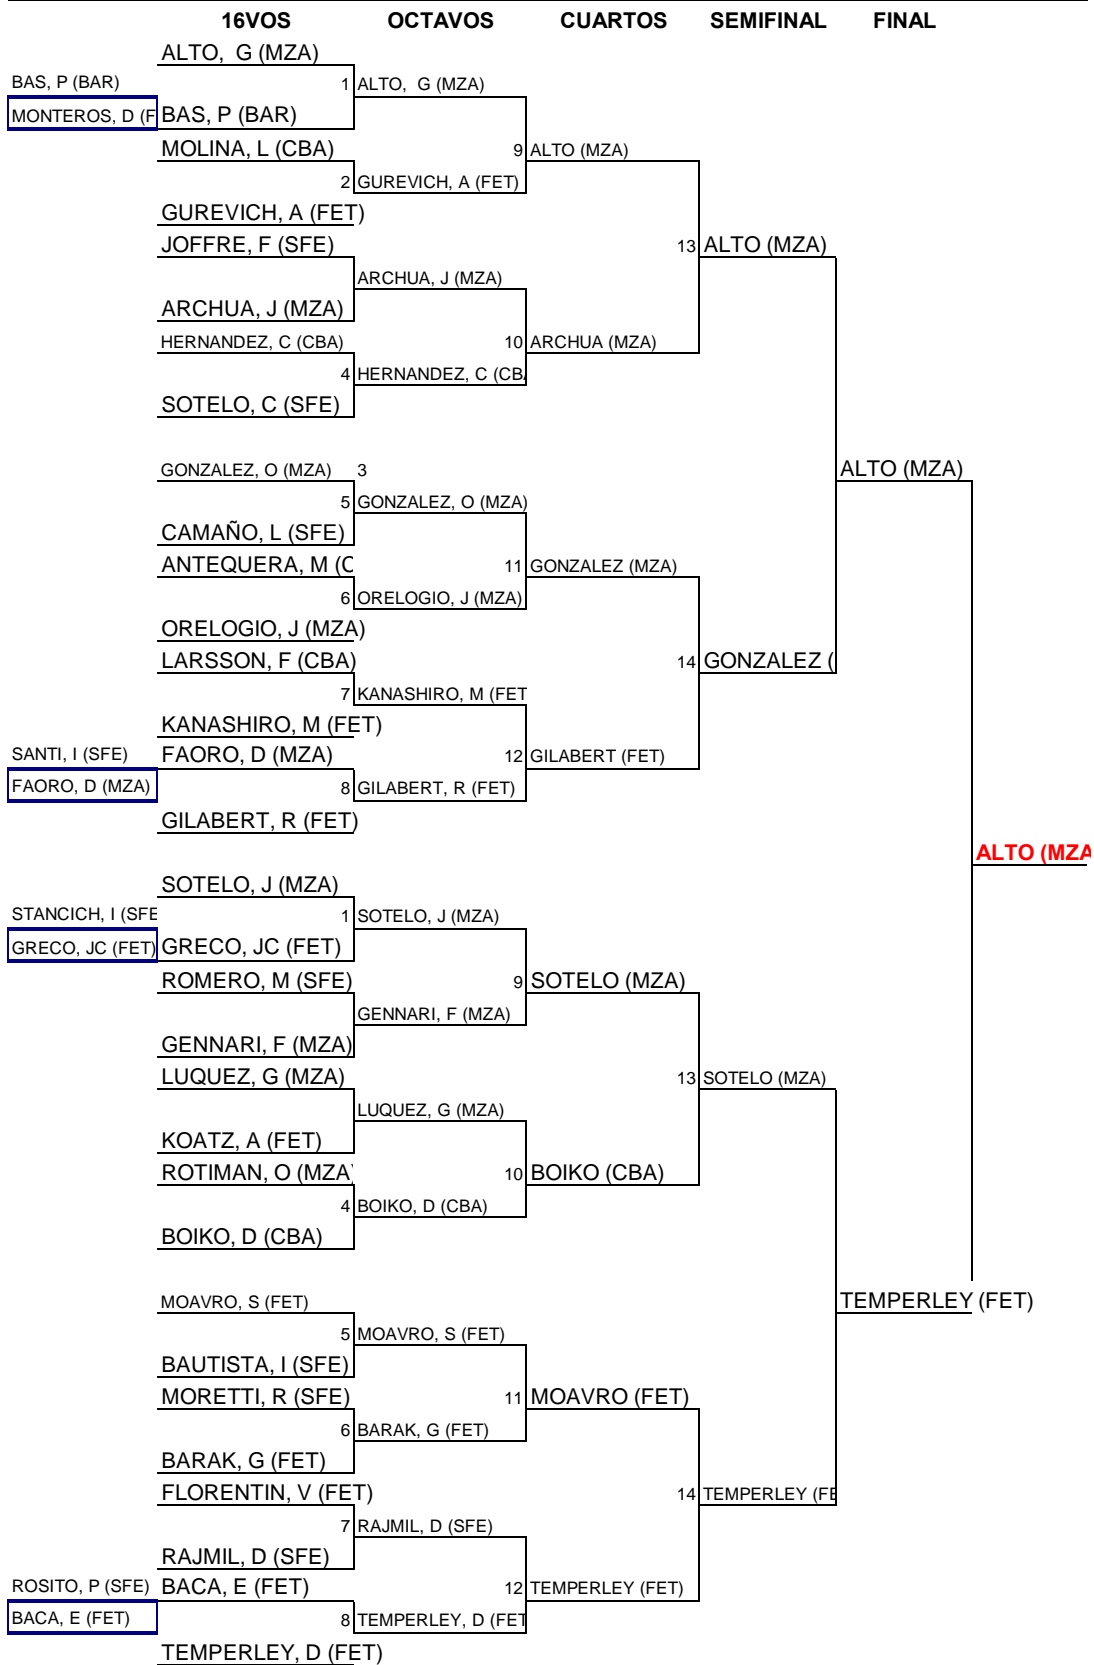 16VOS OCTAVOS CUARTOS SEMIFINAL FINAL
ALTO, G (MZA)
BAS, P (BAR) 1 ALTO, G (MZA)
MONTEROS, D (F BAS, P (BAR)
MOLINA, L (CBA) 9 ALTO (MZA)
2 GUREVICH, A (FET)
GUREVICH, A (FET)
JOFFRE, F (SFE) 13 ALTO (MZA)
ARCHUA, J (MZA)
ARCHUA, J (MZA)
HERNANDEZ, C (CBA) 10 ARCHUA (MZA)
4 HERNANDEZ, C (CBA
SOTELO, C (SFE)
GONZALEZ, O (MZA) 3 ALTO (MZA)
5 GONZALEZ, O (MZA)
CAMAÑO, L (SFE)
ANTEQUERA, M (C 11 GONZALEZ (MZA)
6 ORELOGIO, J (MZA)
ORELOGIO, J (MZA)
LARSSON, F (CBA) 14 GONZALEZ (
7 KANASHIRO, M (FET
KANASHIRO, M (FET)
SANTI, I (SFE) FAORO, D (MZA) 12 GILABERT (FET)
FAORO, D (MZA) 8 GILABERT, R (FET)
GILABERT, R (FET)
ALTO (MZA
SOTELO, J (MZA)
STANCICH, I (SFE 1 SOTELO, J (MZA)
GRECO, JC (FET) GRECO, JC (FET)
ROMERO, M (SFE) 9 SOTELO (MZA)
GENNARI, F (MZA)
GENNARI, F (MZA)
LUQUEZ, G (MZA) 13 SOTELO (MZA)
LUQUEZ, G (MZA)
KOATZ, A (FET)
ROTIMAN, O (MZA) 10 BOIKO (CBA)
4 BOIKO, D (CBA)
BOIKO, D (CBA)
MOAVRO, S (FET) TEMPERLEY (FET)
5 MOAVRO, S (FET)
BAUTISTA, I (SFE)
MORETTI, R (SFE) 11 MOAVRO (FET)
6 BARAK, G (FET)
BARAK, G (FET)
FLORENTIN, V (FET) 14 TEMPERLEY (FE
7 RAJMIL, D (SFE)
RAJMIL, D (SFE)
ROSITO, P (SFE) BACA, E (FET) 12 TEMPERLEY (FET)
BACA, E (FET) 8 TEMPERLEY, D (FET
TEMPERLEY, D (FET)